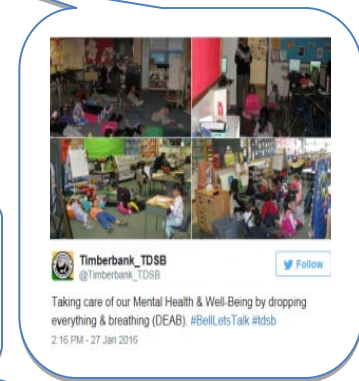 Timberbank_TDSB
@Timberbank_TDSB
Follow
Taking care of our Mental Health & Well-Being by dropping
everything & breathing (DEAB). #BellLetsTalk #tdsb
2:16 PM - 27 Jan 2016